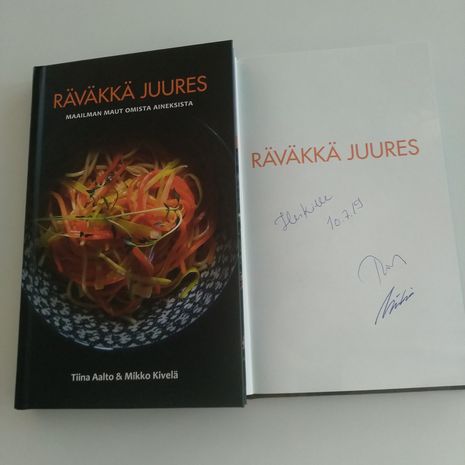 RÄVÄKKÄ JUURES
MAAILMAN MAUT OMISTA AINEKSISTA
Tiina Aalto & Mikko Kivelä
RÄVÄKKÄ JUURES
10.7.19